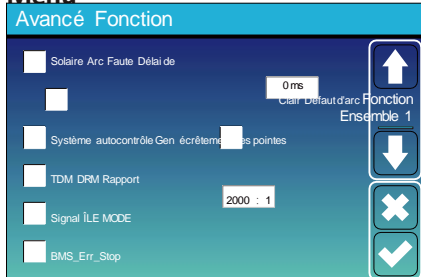 Menu
Avancé Fonction
Solaire Arc Faute Délai de
0 ms
Clair Défaut d'arc Fonction
Ensemble 1
Système autocontrôle Gen écrêteme es pointes
TDM DRM Rapport
2000 : 1
Signal ÎLE MODE
BMS_Err_Stop